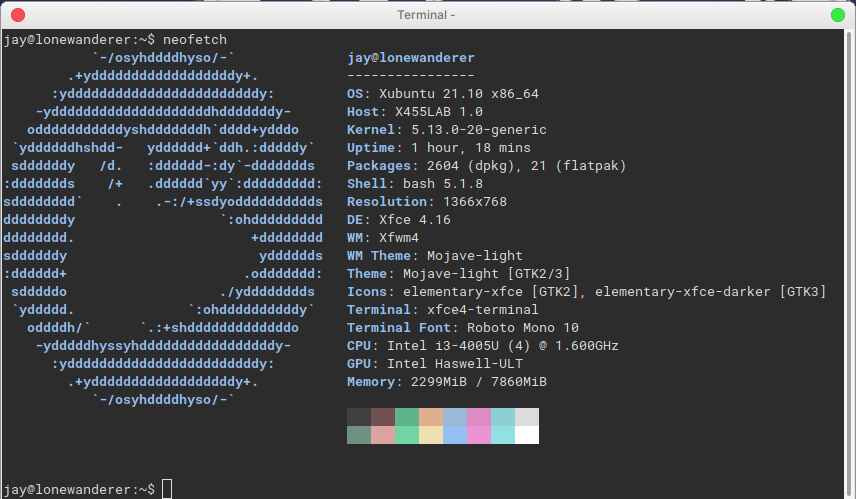 Terminal -
jay@lonewanderer:~$ neofetch
`-/osyhddddhyso/-`
.+yddddddddddddddddddy+.
:yddddddddddddddddddddddddy:
-yddddddddddddddddddddhdddddddy-
odddddddddddyshdddddddh`dddd+ydddo
`yddddddhshdd-   ydddddd+`ddh.:dddddy`
sddddddy   /d.   :dddddd-:dy`-ddddddds
:ddddddds    /+   .dddddd`yy`:ddddddddd:
sdddddddd`    .    .-:/+ssdyodddddddddds
ddddddddy                  `:ohddddddddd
dddddddd.                      +dddddddd
sddddddy                        ydddddds
:dddddd+                      .oddddddd:
sdddddo                   ./ydddddddds
`yddddd.              `:ohddddddddddy`
oddddh/`      `.:+shdddddddddddddo
-ydddddhyssyhdddddddddddddddddy-
:yddddddddddddddddddddddddy:
.+yddddddddddddddddddy+.
`-/osyhddddhyso/-`
jay@lonewanderer
----------------
OS: Xubuntu 21.10 x86_64
Host: X455LAB 1.0
Kernel: 5.13.0-20-generic
Uptime: 1 hour, 18 mins
Packages: 2604 (dpkg), 21 (flatpak)
Shell: bash 5.1.8
Resolution: 1366x768
DE: Xfce 4.16
WM: Xfwm4
WM Theme: Mojave-light
Theme: Mojave-light [GTK2/3]
Icons: elementary-xfce [GTK2], elementary-xfce-darker [GTK3]
Terminal: xfce4-terminal
Terminal Font: Roboto Mono 10
CPU: Intel i3-4005U (4) @ 1.600GHz
GPU: Intel Haswell-ULT
Memory: 2299MiB / 7860MiB
jay@lonewanderer:~$